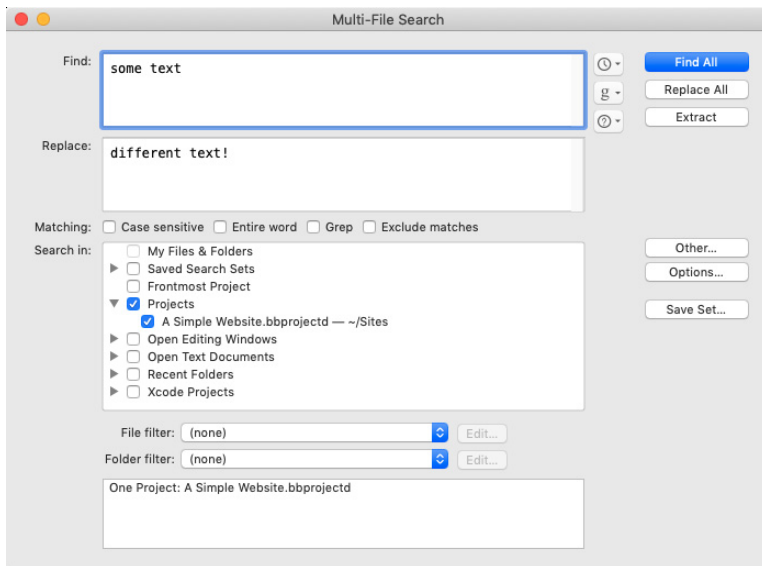 Multi-File Search
Find:
some text
g
Find All
Replace All
Extract
Replace:
different text!
Matching: Case sensitive Entire word Grep Exclude matches
Search in:
My Files & Folders
Saved Search Sets
Frontmost Project
Projects
A Simple Website.bbprojectd — ~/Sites
Open Editing Windows
Open Text Documents
Recent Folders
Xcode Projects
Other...
Options...
Save Set...
File filter: (none) Edit...
Folder filter: (none) Edit...
One Project: A Simple Website.bbprojectd